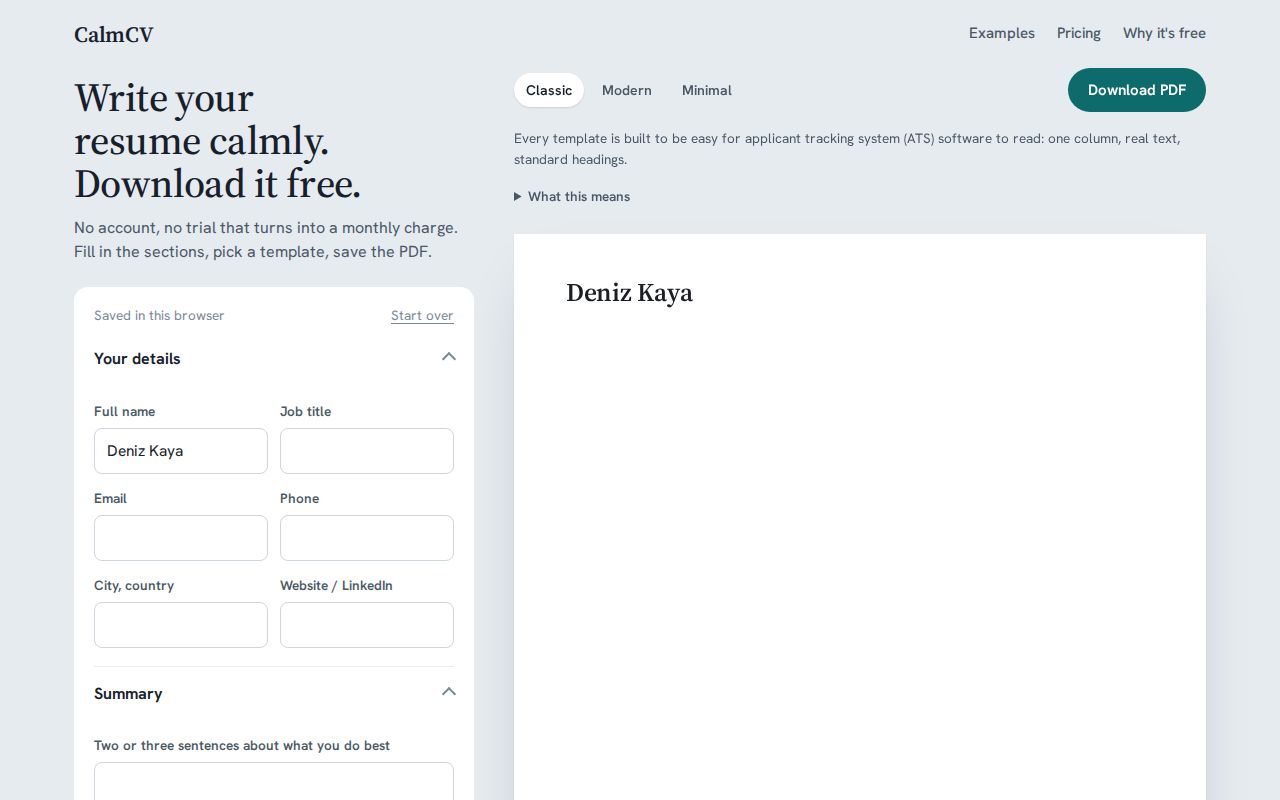 CalmCV
Examples
Pricing
Why it's free
Write your
resume calmly.
Download it free.
No account, no trial that turns into a monthly charge.
Fill in the sections, pick a template, save the PDF.
Saved in this browser
Start over
Your details
Full name
Job title
Deniz Kaya
Email
Phone
City, country
Website / LinkedIn
Summary
Two or three sentences about what you do best
Classic
Modern
Minimal
Download PDF
Every template is built to be easy for applicant tracking system (ATS) software to read: one column, real text,
standard headings.
What this means
Deniz Kaya